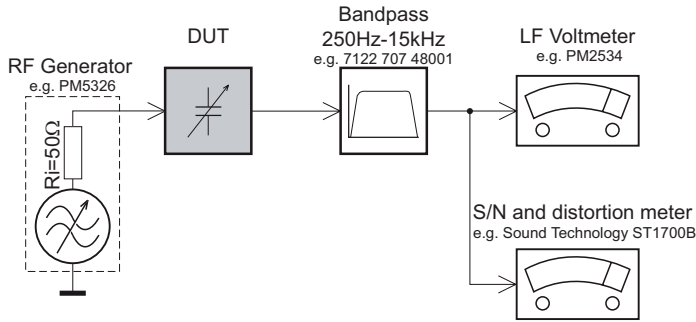 RF Generator
e.g. PM5326
Ri=50Ω
DUT
Bandpass
250Hz-15kHz
e.g. 7122 707 48001
LF Voltmeter
e.g. PM2534
S/N and distortion meter
e.g. Sound Technology ST1700B